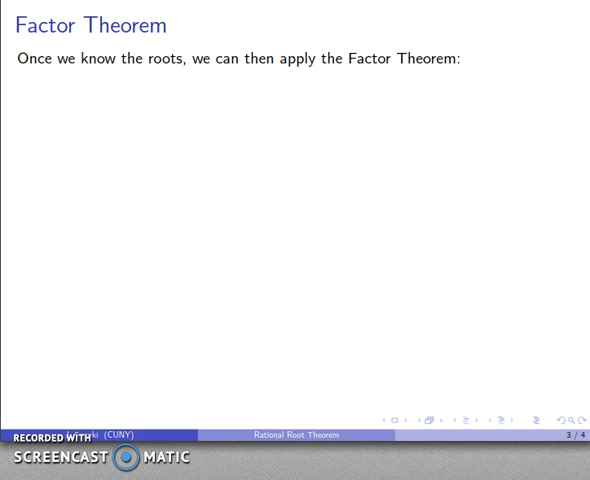 Factor Theorem
Once we know the roots, we can then apply the Factor Theorem:
(CUNY) Rational Root Theorem 3 / 4
RECORDED WITH
SCREENCAST MATIC